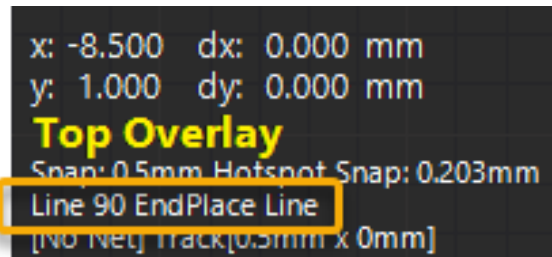 x: -8.500 dx: 0.000 mm
y: 1.000 dy: 0.000 mm
Top Overlay
Snap: 0.5mm Hotspot Snap: 0.203mm
Line 90 EndPlace Line
[No Net] Track[0.5mm x 0mm]